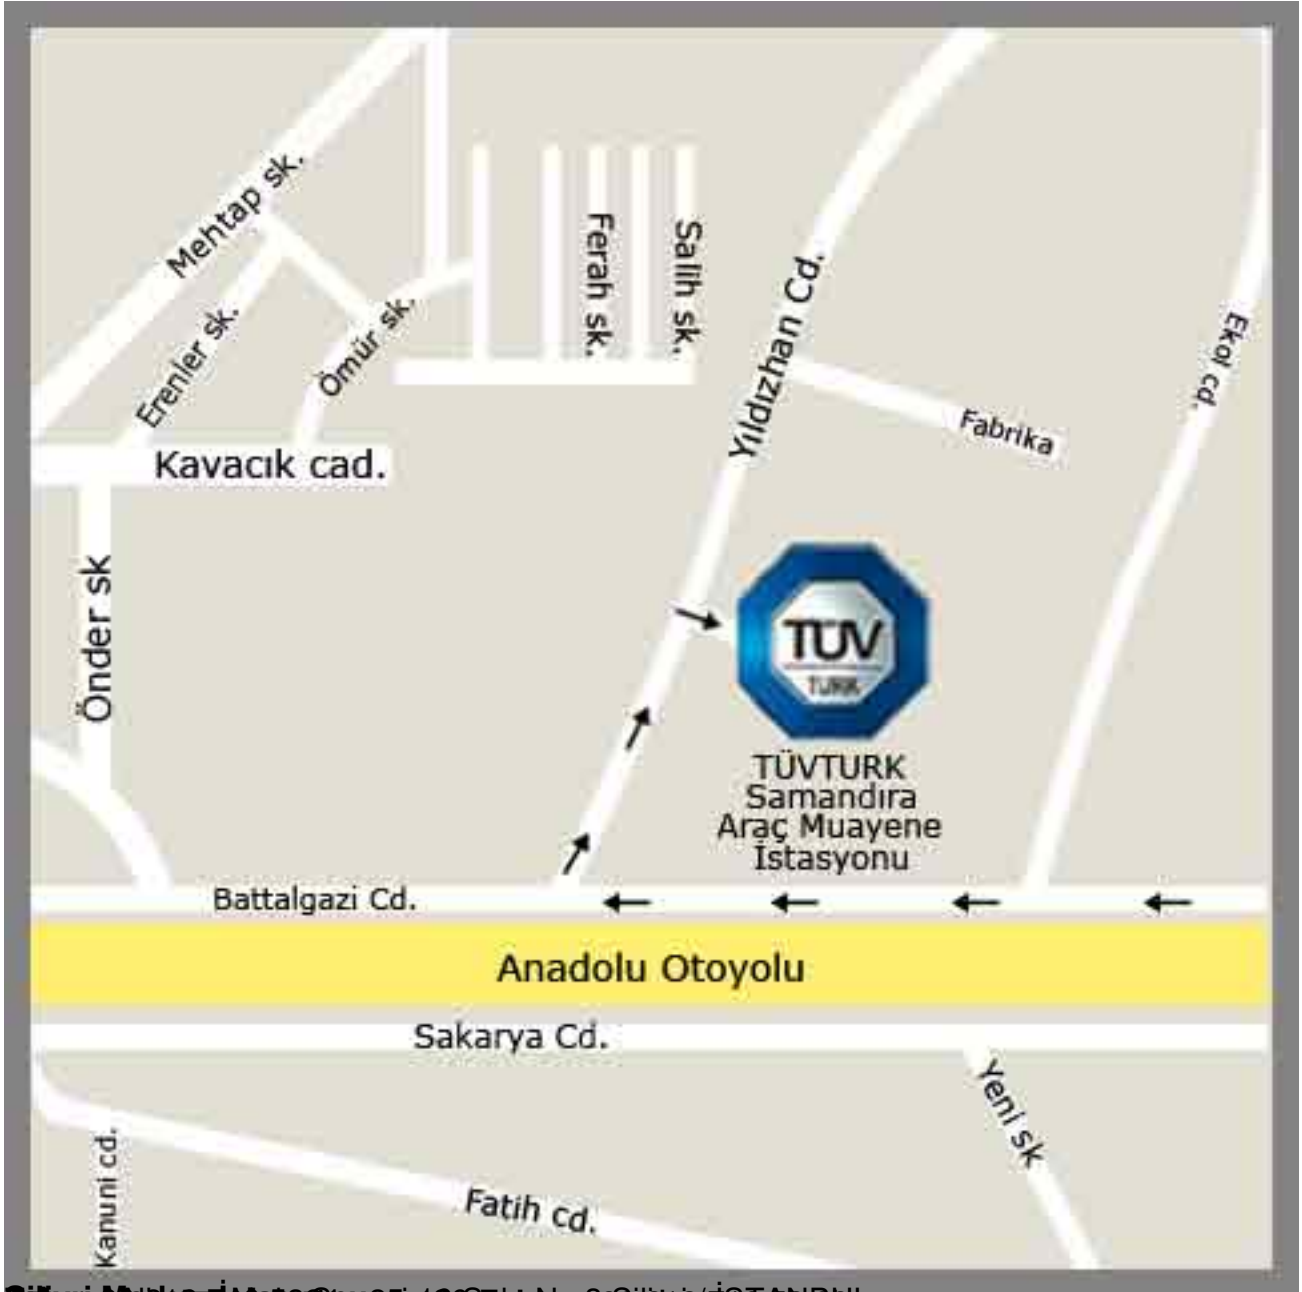 Mehtap sk.
Erenler sk.
Ömür sk.
Ferah sk.
Salih sk.
Yıldızhan Cd.
Ekol cd.
Fabrika
Kavacık cad.
Önder sk
TÜV
TURK
TÜVTURK
Samandıra
Araç Muayene
İstasyonu
Battalgazi Cd.
Anadolu Otoyolu
Sakarya Cd.
Yeni sk
Kanuni cd.
Fatih cd.